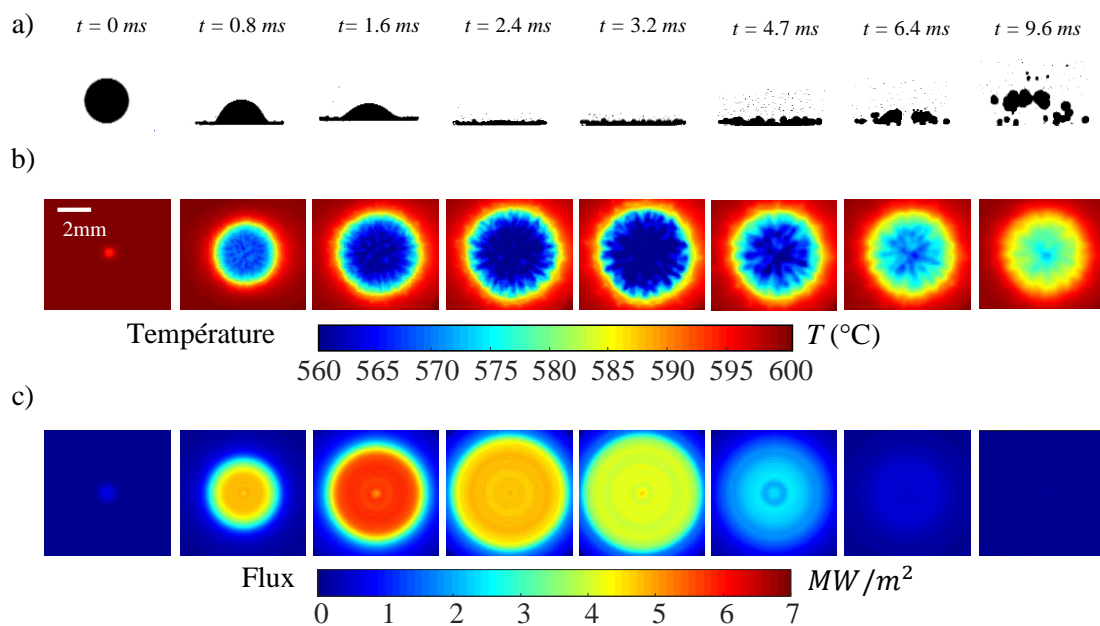 a)
t = 0 ms
t = 0.8 ms
t = 1.6 ms
t = 2.4 ms
t = 3.2 ms
t = 4.7 ms
t = 6.4 ms
t = 9.6 ms
b)
2mm
Température
T (°C)
560 565 570 575 580 585 590 595 600
c)
Flux
MW/m²
0 1 2 3 4 5 6 7